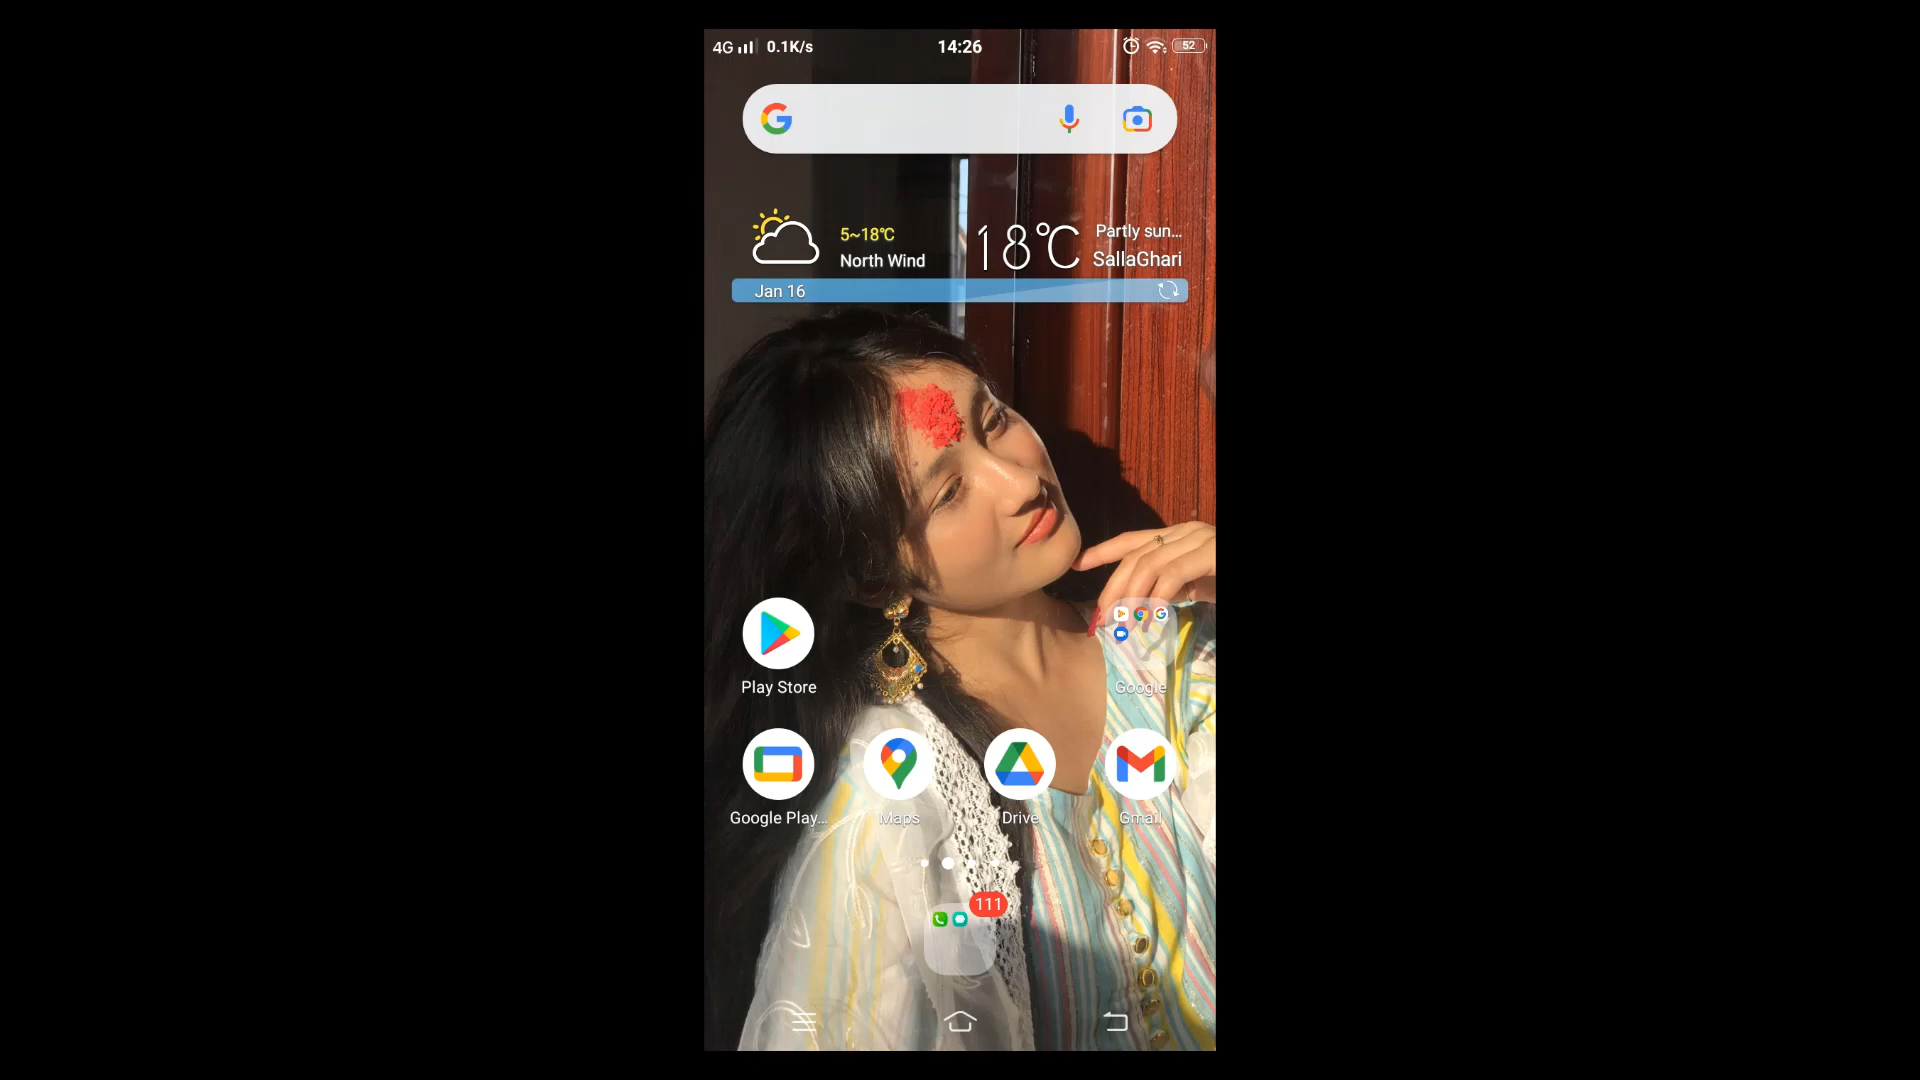 4G 0.1K/s 14:26 52
5~18℃
North Wind
18℃
Partly sun...
SallaGhari
Jan 16
Play Store
Google
Google Play...
Maps
Drive
Gmail
111